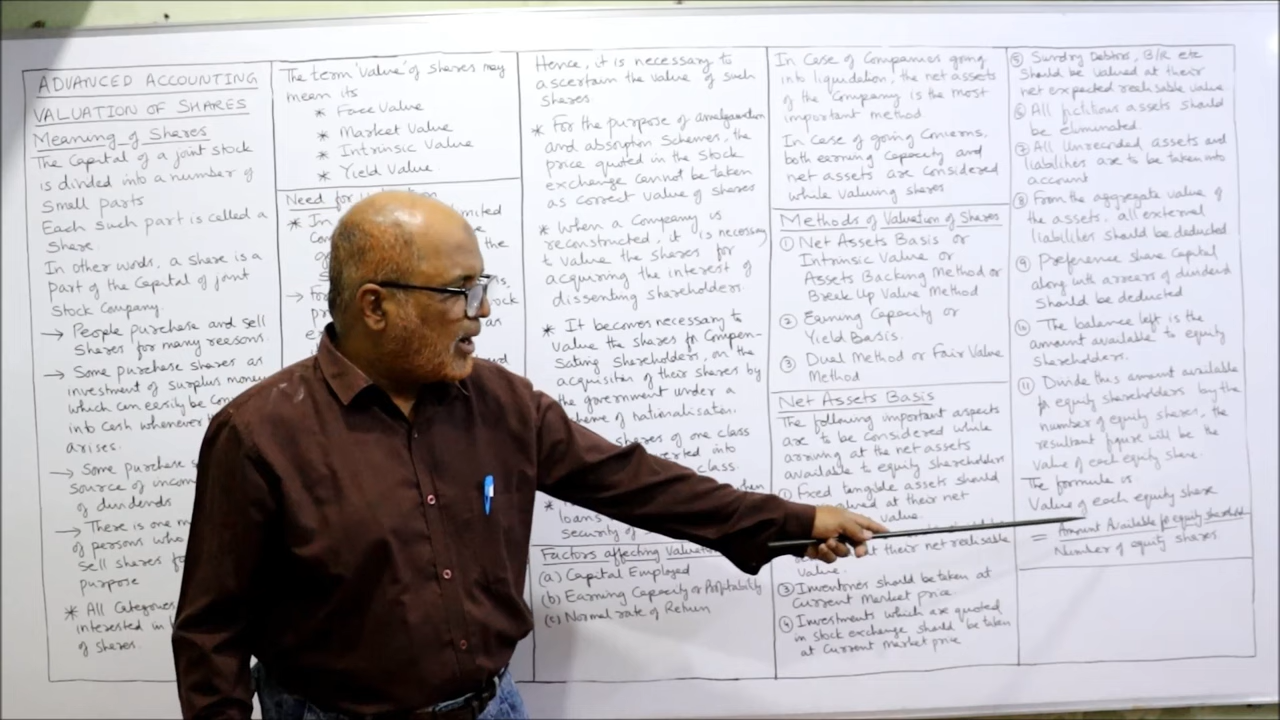 ADVANCED ACCOUNTING
VALUATION OF SHARES
Meaning of Shares
The Capital of a joint stock
is divided into a number of
small parts
Each such part is called a
Share.
In other words, a share is a
part of the Capital of joint
Stock Company.
→ People purchase and sell
shares for many reasons.
→ Some purchase shares as
investment of surplus money
which can easily be con
into cash whenever
arises.
→ Some purchase
source of incom
of dividends
→ There is one m
of persons who
sell shares f
purpose
* All Categories
interested in
of shares.
The term 'value' of shares may
mean its
* Face Value
* Market Value
* Intrinsic Value
* Yield Value
Need for
* In mited
Co
the
→ Fo
stock
an
Hence, it is necessary to
ascertain the value of such
shares
* For the purpose of amalgamation
and absorption schemes, the
price quoted in the stock
exchange cannot be taken
as correct value of shares
* When a Company is
reconstructed, it is necessary
to value the shares for
acquiring the interest of
dissenting shareholders.
* It becomes necessary to
value the shares for Compen-
sating shareholders, on the
acquisition of their shares by
the government under a
heme of nationalisation.
shares of one class
erted into
class.
*
loans
security of
Factors affecting Valuation
(a) Capital Employed
(b) Earning Capacity or Profitability
(c) Normal rate of Return
In Case of Companies going
into liquidation, the net assets
of the Company is the most
important method
In case of going Concerns,
both earning Capacity and
net assets are considered
while valuing shares
Methods of Valuation of Shares
① Net Assets Basis or
Intrinsic Value or
Assets Backing Method or
Break Up Value Method
② Earning Capacity or
Yield Basis.
③ Dual Method or Fair Value
Method
Net Assets Basis
The following important aspects
are to be considered while
arriving at the net assets
available to equity shareholders
① Fixed tangible assets should
at their net
value.
at their net realisable
value.
③ Inventories should be taken at
Current Market price
④ Investments which are quoted
in stock exchange should be taken
at Current Market price
⑤ Sundry Debtors, B/R etc
should be valued at their
net expected realisable value
⑥ All fictitious assets should
be eliminated.
⑦ All Unrecorded assets and
liabilities are to be taken into
account
⑧ From the aggregate value of
the assets, all external
liabilities should be deducted
⑨ Preference share Capital
along with arrears of dividend
should be deducted
⑩ The balance left is the
amount available to equity
shareholders.
⑪ Divide this amount available
for equity shareholders by the
number of equity shares, the
resultant figure will be the
value of each equity share.
The formula is
Value of each equity share
= Amount Available for equity shareholders
Number of equity shares